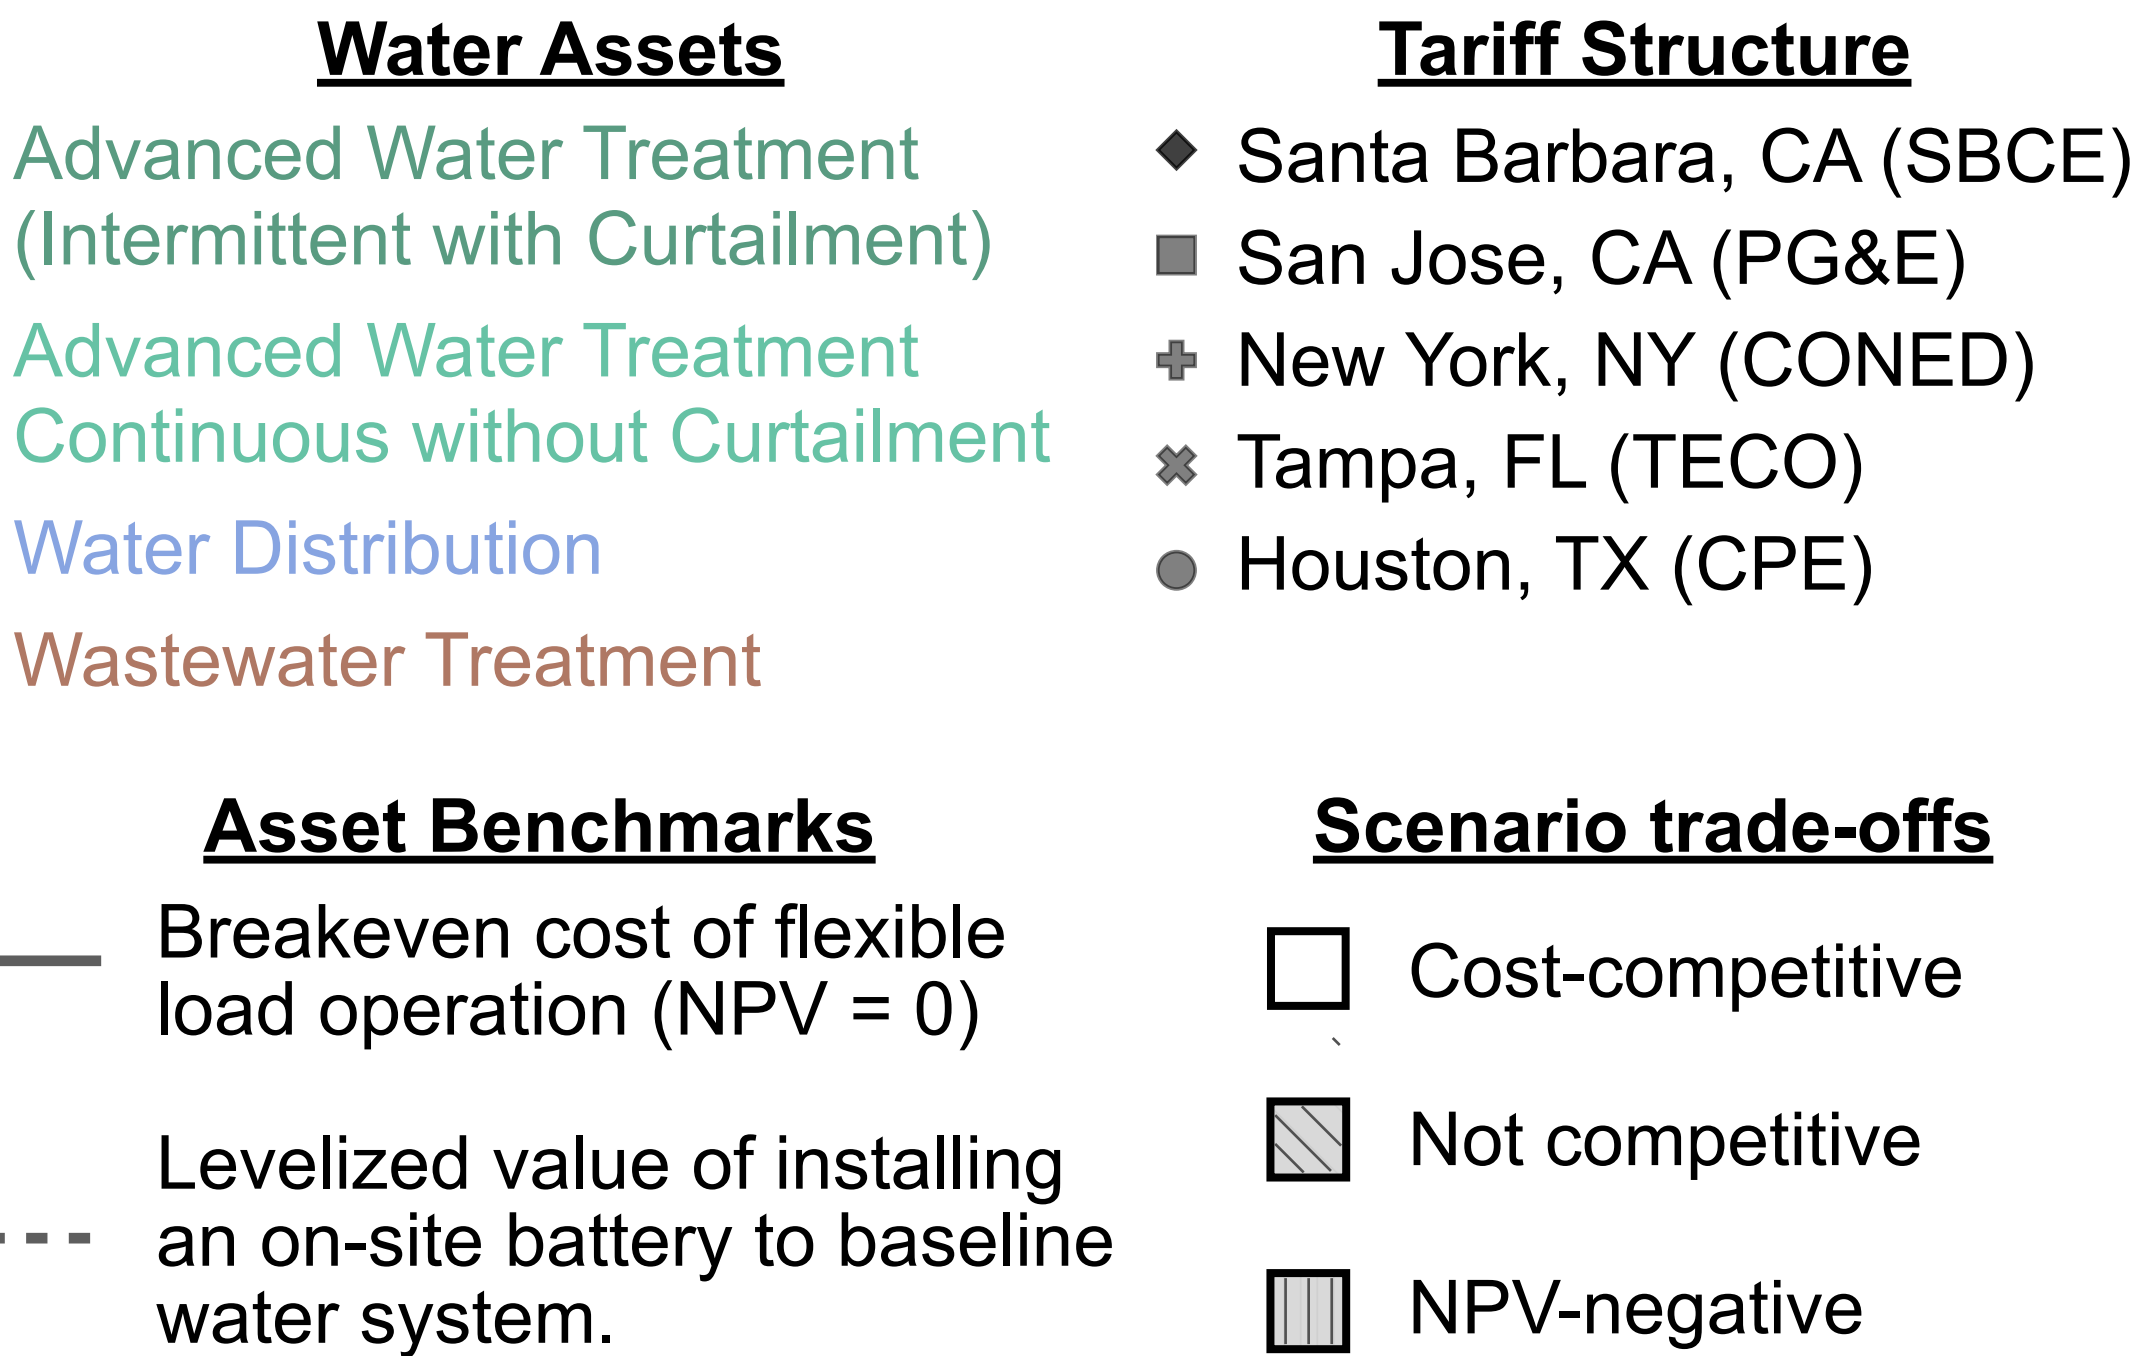 Water Assets
Advanced Water Treatment
(Intermittent with Curtailment)
Advanced Water Treatment
Continuous without Curtailment
Water Distribution
Wastewater Treatment
Tariff Structure
Santa Barbara, CA (SBCE)
San Jose, CA (PG&E)
New York, NY (CONED)
Tampa, FL (TECO)
Houston, TX (CPE)
Asset Benchmarks
Breakeven cost of flexible
load operation (NPV = 0)
Levelized value of installing
an on-site battery to baseline
water system.
Scenario trade-offs
Cost-competitive
Not competitive
NPV-negative